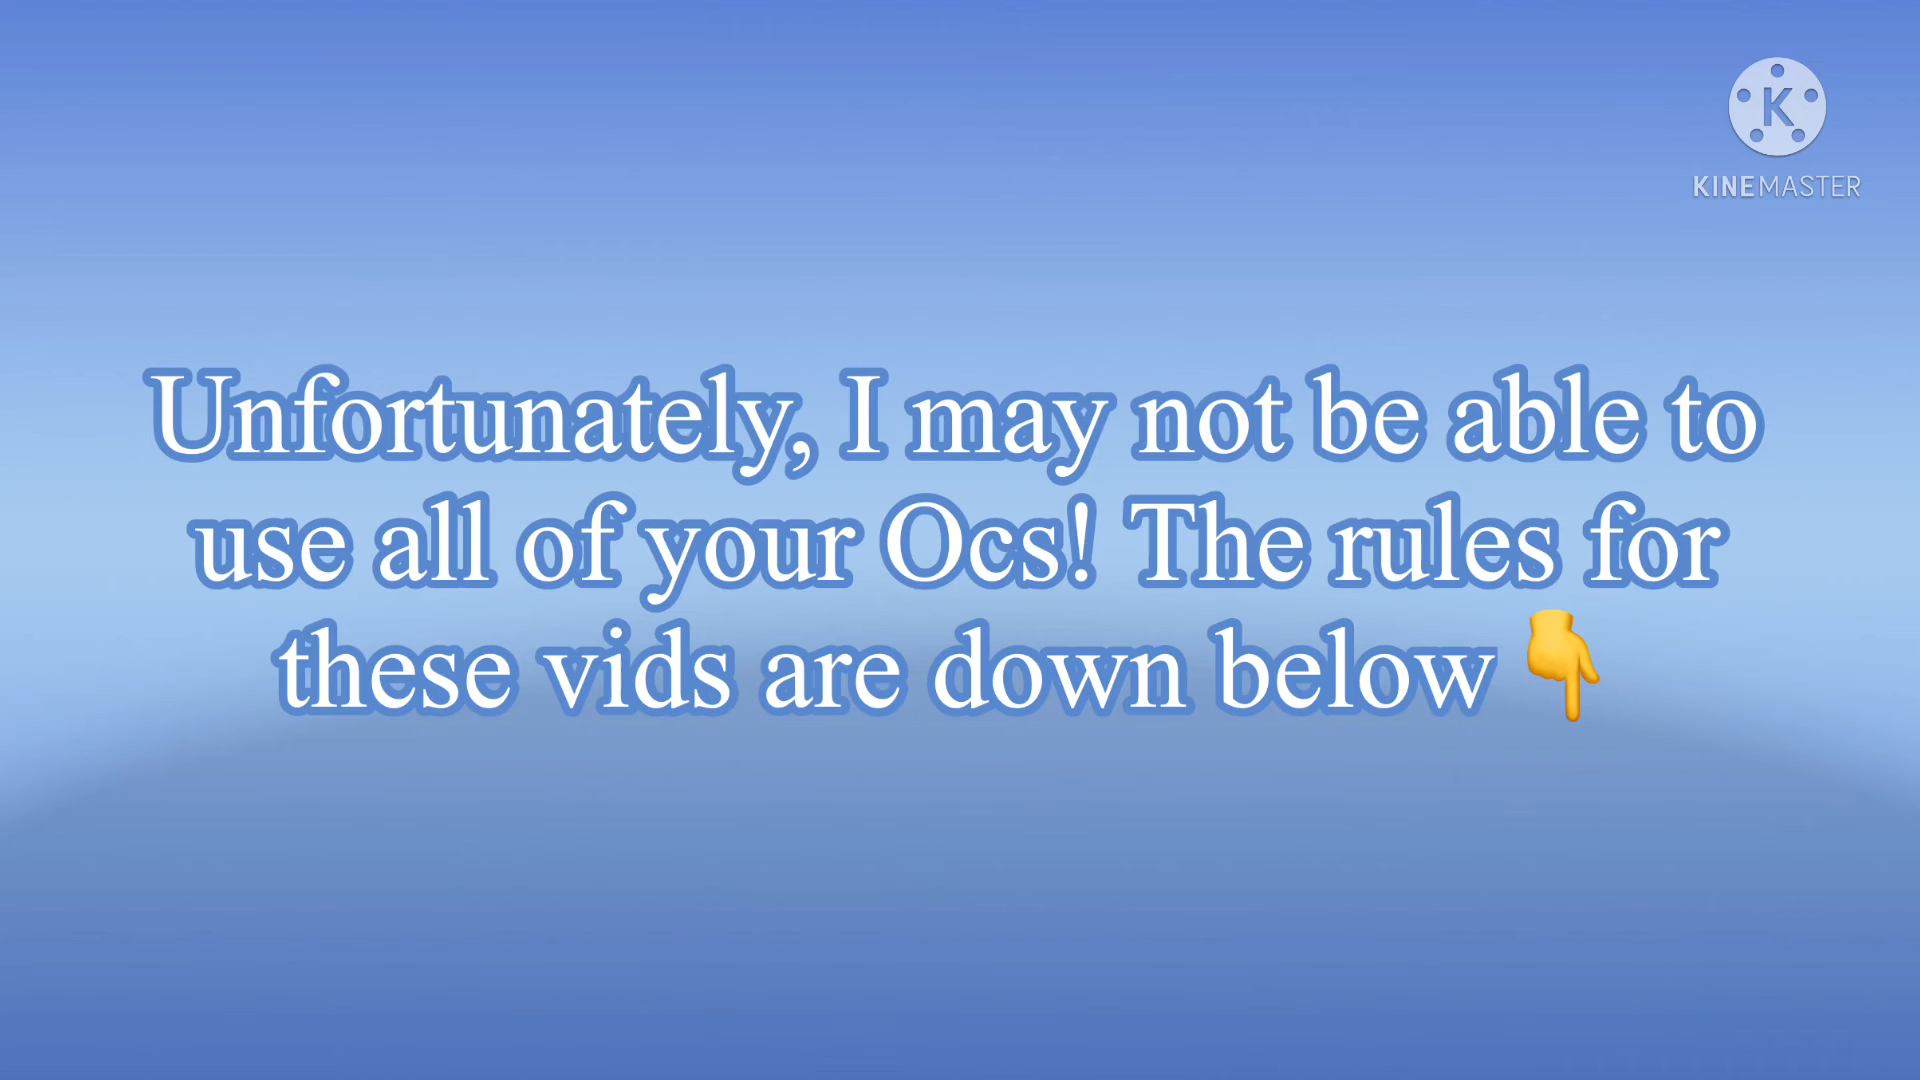 K
KINEMASTER
Unfortunately, I may not be able to
use all of your Ocs! The rules for
these vids are down below👇